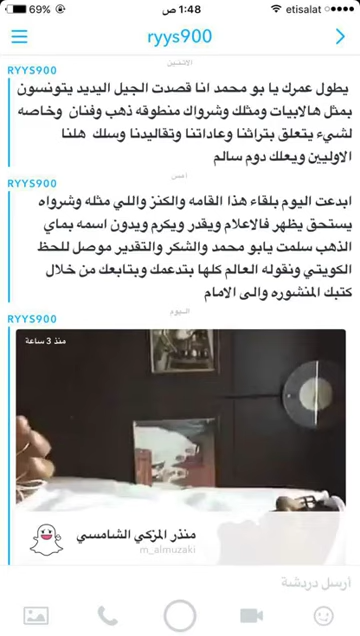 69% 1:48 ص etisalat
ryys900
الإثنين
RYYS900
يطول عمرك يا بو محمد انا قصدت الجيل اليديد يتونسون
بمثل هالابيات ومثلك وشرواك منطوقه ذهب وفنان وخاصه
لشيء يتعلق بتراثنا وعاداتنا وتقاليدنا وسلك هلنا
الاوليين ويعلك دوم سالم
أمس
RYYS900
ابدعت اليوم بلقاء هذا القامه والكنز واللي مثله وشرواه
يستحق يظهر فالاعلام ويقدر ويكرم ويدون اسمه بماي
الذهب سلمت يابو محمد والشكر والتقدير موصل للحظ
الكويتي ونقوله العالم كلها بتدعمك وبتابعك من خلال
كتبك المنشوره والى الامام
اليوم
RYYS900
منذ 3 ساعة
منذر المزكي الشامسي
m_almuzaki
أرسل دردشة